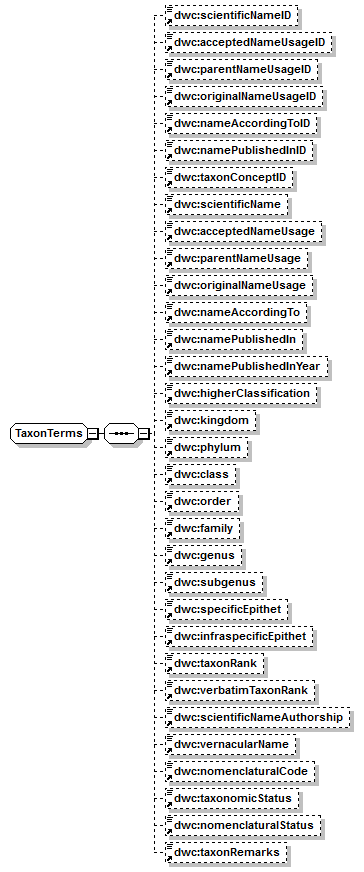 dwc:scientificNameID
dwc:acceptedNameUsageID
dwc:parentNameUsageID
dwc:originalNameUsageID
dwc:nameAccordingToID
dwc:namePublishedInID
dwc:taxonConceptID
dwc:scientificName
dwc:acceptedNameUsage
dwc:parentNameUsage
dwc:originalNameUsage
dwc:nameAccordingTo
dwc:namePublishedIn
dwc:namePublishedInYear
dwc:higherClassification
dwc:kingdom
TaxonTerms
dwc:phylum
dwc:class
dwc:order
dwc:family
dwc:genus
dwc:subgenus
dwc:specificEpithet
dwc:infraspecificEpithet
dwc:taxonRank
dwc:verbatimTaxonRank
dwc:scientificNameAuthorship
dwc:vernacularName
dwc:nomenclaturalCode
dwc:taxonomicStatus
dwc:nomenclaturalStatus
dwc:taxonRemarks